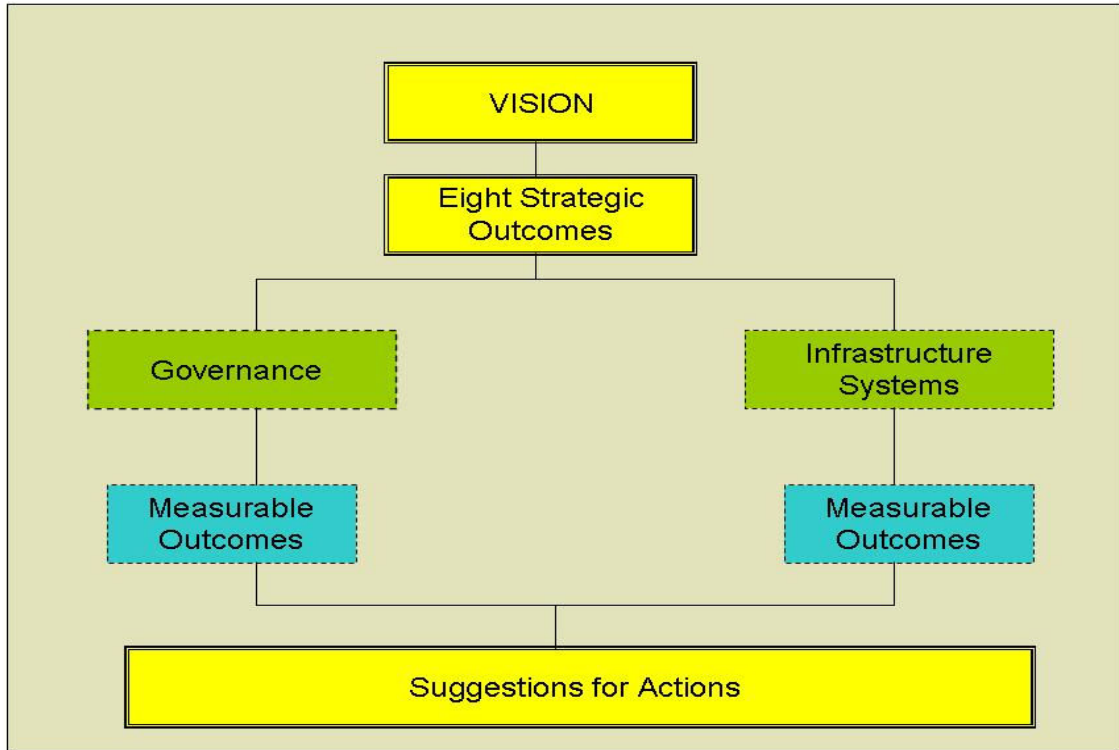 VISION
Eight Strategic
Outcomes
Governance
Infrastructure
Systems
Measurable
Outcomes
Measurable
Outcomes
Suggestions for Actions